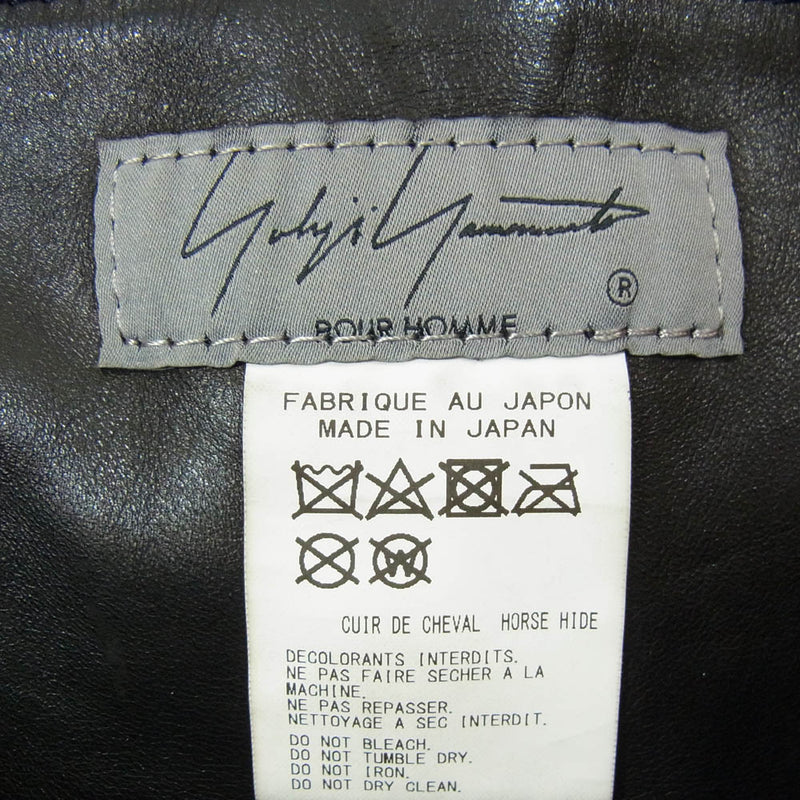 Yohji Yamamoto
®
POUR HOMME
FABRIQUE AU JAPON
MADE IN JAPAN
W
CUIR DE CHEVAL HORSE HIDE
DECOLORANTS INTERDITS.
NE PAS FAIRE SECHER A LA
MACHINE.
NE PAS REPASSER.
NETTOYAGE A SEC INTERDIT.
DO NOT BLEACH.
DO NOT TUMBLE DRY.
DO NOT IRON.
DO NOT DRY CLEAN.